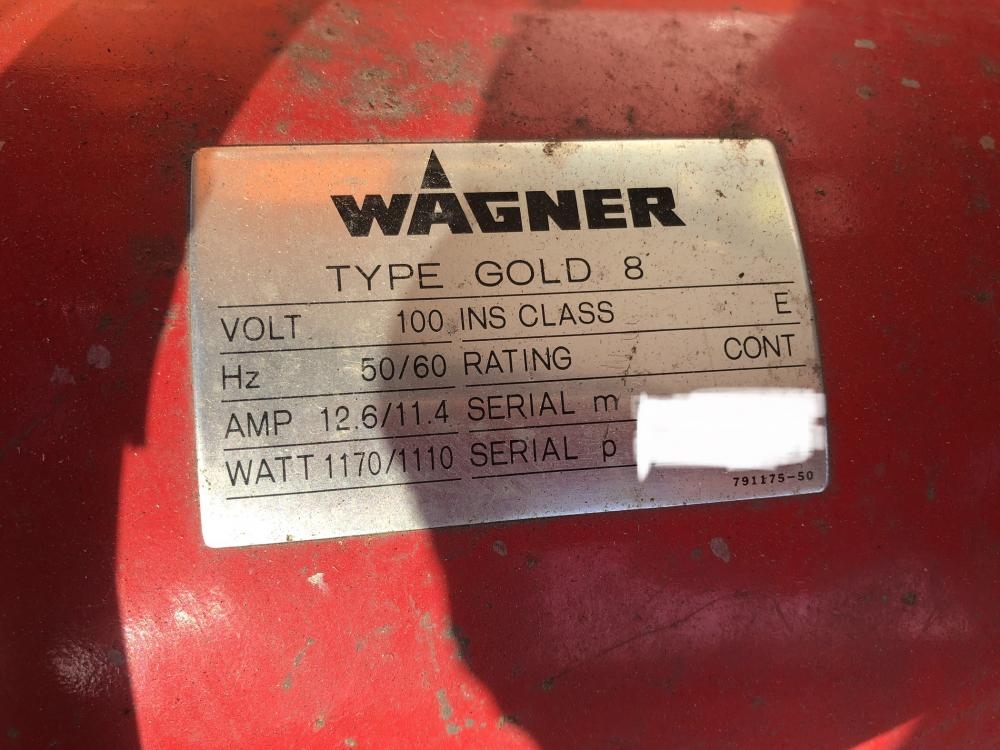 WAGNER
TYPE GOLD 8
VOLT 100 INS CLASS E
Hz 50/60 RATING CONT
AMP 12.6/11.4 SERIAL m
WATT 1170/1110 SERIAL p
791175-50